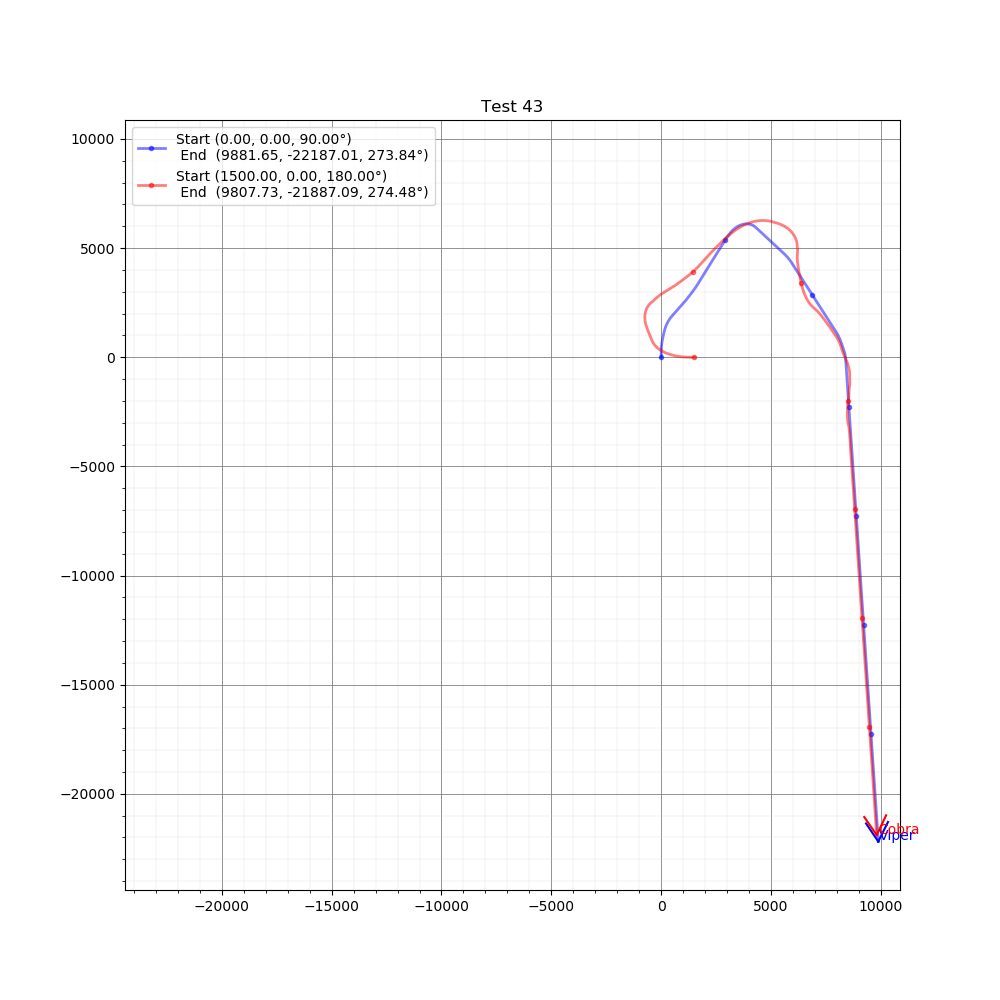 Test 43
Start (0.00, 0.00, 90.00°)
End  (9881.65, -22187.01, 273.84°)
Start (1500.00, 0.00, 180.00°)
End  (9807.73, -21887.09, 274.48°)
10000
5000
0
−5000
−10000
−15000
−20000
Cobra
Viper
−20000
−15000
−10000
−5000
0
5000
10000